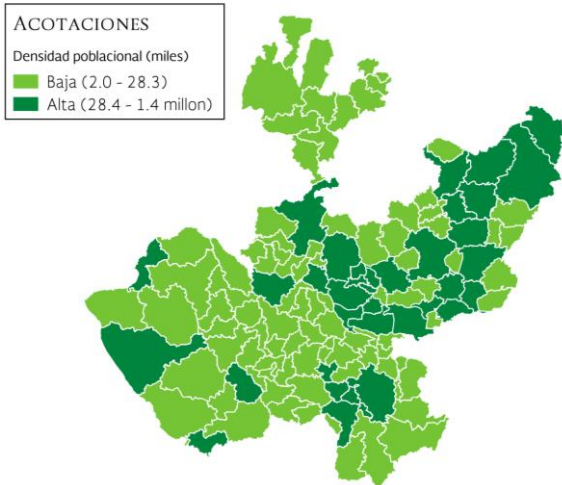 ACOTACIONES
Densidad poblacional (miles)
Baja (2.0 - 28.3)
Alta (28.4 - 1.4 millon)